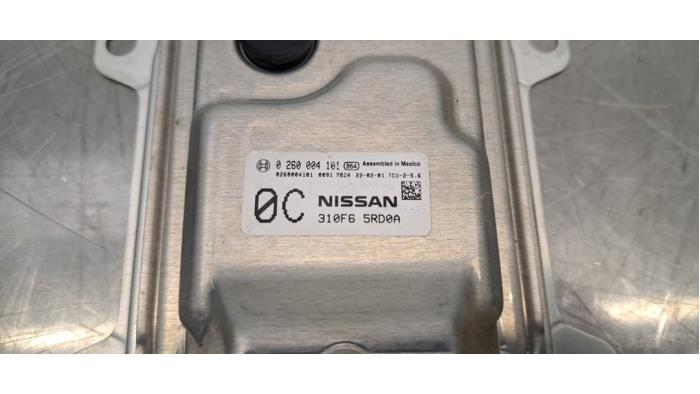 0 260 004 101 864 Assembled in Mexico
0260004101 0091 7824 22-02-01 TCU-2-5.6
0C NISSAN
310F6 5RD0A